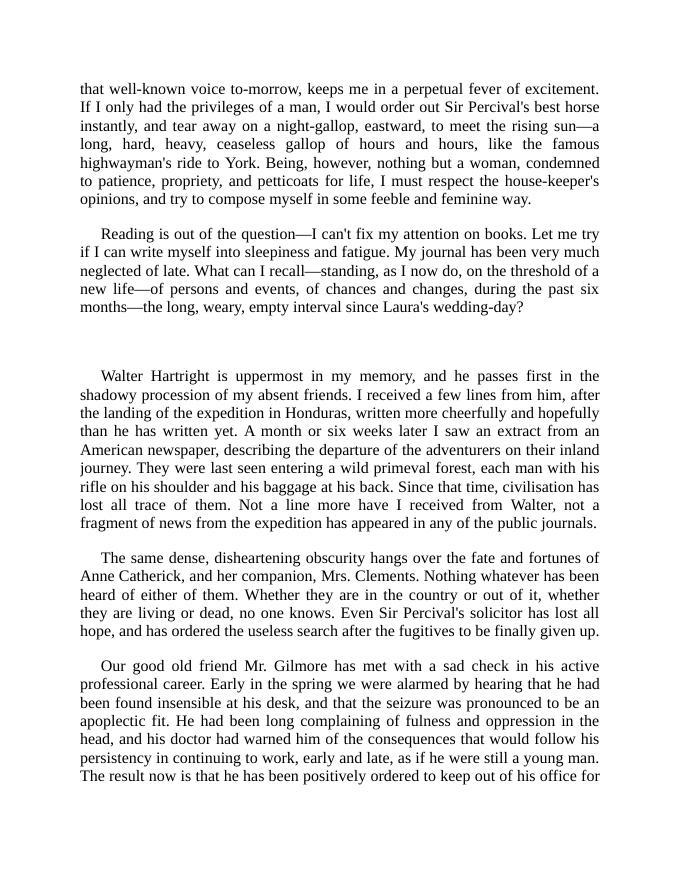 that well-known voice to-morrow, keeps me in a perpetual fever of excitement.
If I only had the privileges of a man, I would order out Sir Percival's best horse
instantly, and tear away on a night-gallop, eastward, to meet the rising sun—a
long, hard, heavy, ceaseless gallop of hours and hours, like the famous
highwayman's ride to York. Being, however, nothing but a woman, condemned
to patience, propriety, and petticoats for life, I must respect the house-keeper's
opinions, and try to compose myself in some feeble and feminine way.
Reading is out of the question—I can't fix my attention on books. Let me try
if I can write myself into sleepiness and fatigue. My journal has been very much
neglected of late. What can I recall—standing, as I now do, on the threshold of a
new life—of persons and events, of chances and changes, during the past six
months—the long, weary, empty interval since Laura's wedding-day?
Walter Hartright is uppermost in my memory, and he passes first in the
shadowy procession of my absent friends. I received a few lines from him, after
the landing of the expedition in Honduras, written more cheerfully and hopefully
than he has written yet. A month or six weeks later I saw an extract from an
American newspaper, describing the departure of the adventurers on their inland
journey. They were last seen entering a wild primeval forest, each man with his
rifle on his shoulder and his baggage at his back. Since that time, civilisation has
lost all trace of them. Not a line more have I received from Walter, not a
fragment of news from the expedition has appeared in any of the public journals.
The same dense, disheartening obscurity hangs over the fate and fortunes of
Anne Catherick, and her companion, Mrs. Clements. Nothing whatever has been
heard of either of them. Whether they are in the country or out of it, whether
they are living or dead, no one knows. Even Sir Percival's solicitor has lost all
hope, and has ordered the useless search after the fugitives to be finally given up.
Our good old friend Mr. Gilmore has met with a sad check in his active
professional career. Early in the spring we were alarmed by hearing that he had
been found insensible at his desk, and that the seizure was pronounced to be an
apoplectic fit. He had been long complaining of fulness and oppression in the
head, and his doctor had warned him of the consequences that would follow his
persistency in continuing to work, early and late, as if he were still a young man.
The result now is that he has been positively ordered to keep out of his office for